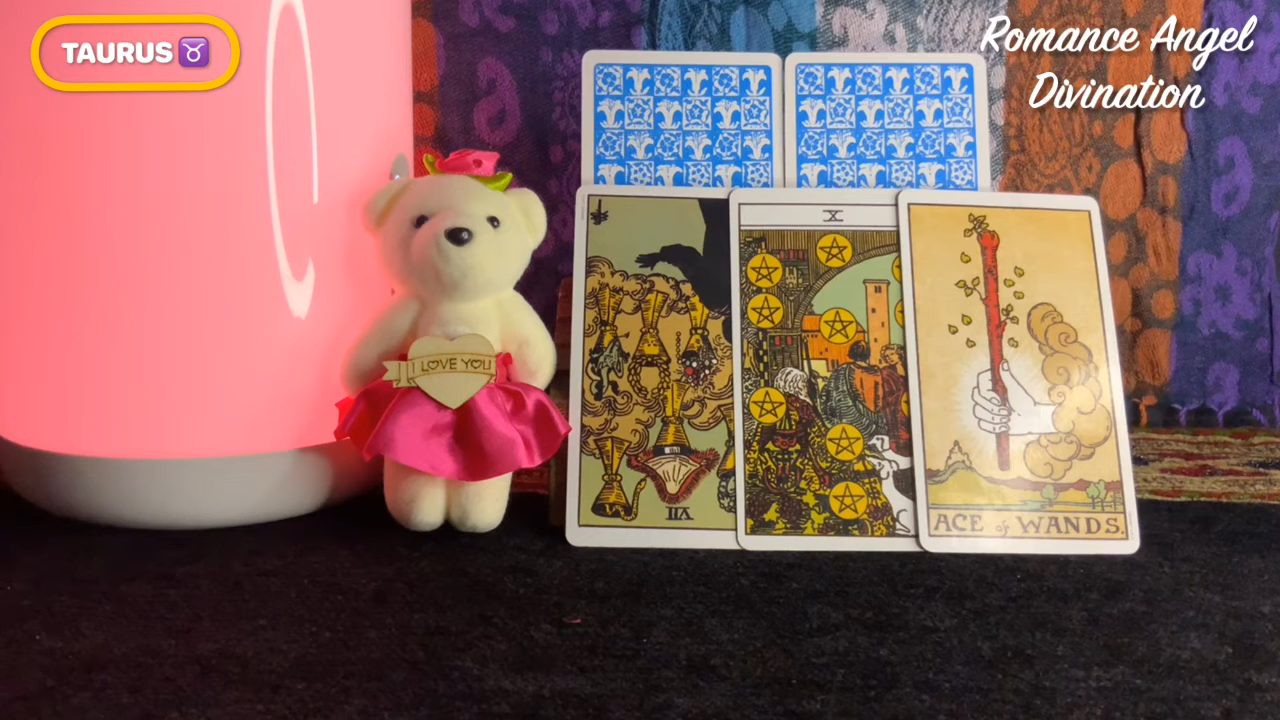 TAURUS♉
Romance Angel
Divination
I LOVE YOU
X
VII
ACE of WANDS.